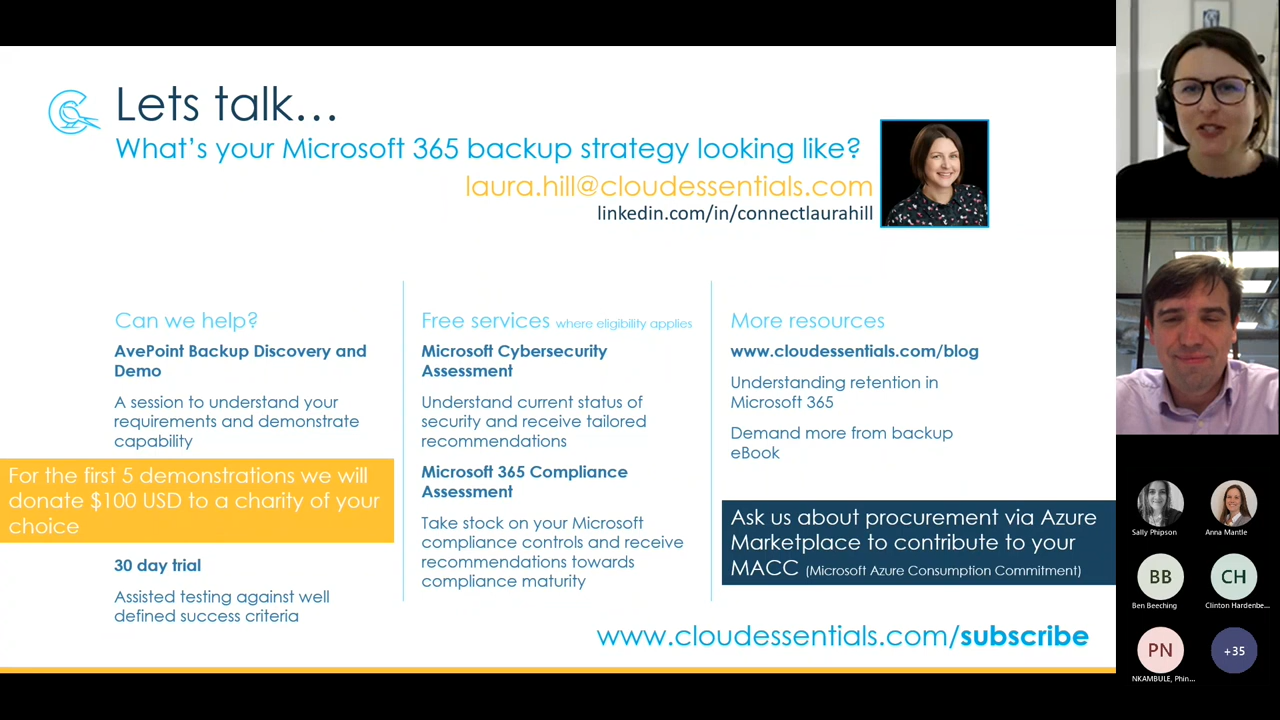 Lets talk...
What's your Microsoft 365 backup strategy looking like?
laura.hill@cloudessentials.com
linkedin.com/in/connectlaurahill
Can we help?
AvePoint Backup Discovery and
Demo
A session to understand your
requirements and demonstrate
capability
For the first 5 demonstrations we will
donate $100 USD to a charity of your
choice
30 day trial
Assisted testing against well
defined success criteria
Free services where eligibility applies
Microsoft Cybersecurity
Assessment
Understand current status of
security and receive tailored
recommendations
Microsoft 365 Compliance
Assessment
Take stock on your Microsoft
compliance controls and receive
recommendations towards
compliance maturity
More resources
www.cloudessentials.com/blog
Understanding retention in
Microsoft 365
Demand more from backup
eBook
Ask us about procurement via Azure
Marketplace to contribute to your
MACC (Microsoft Azure Consumption Commitment)
www.cloudessentials.com/subscribe
Sally Phipson
Anna Mantle
BB
CH
Ben Beeching
Clinton Hardenbe...
PN
+35
NKAMBULE, Phin...